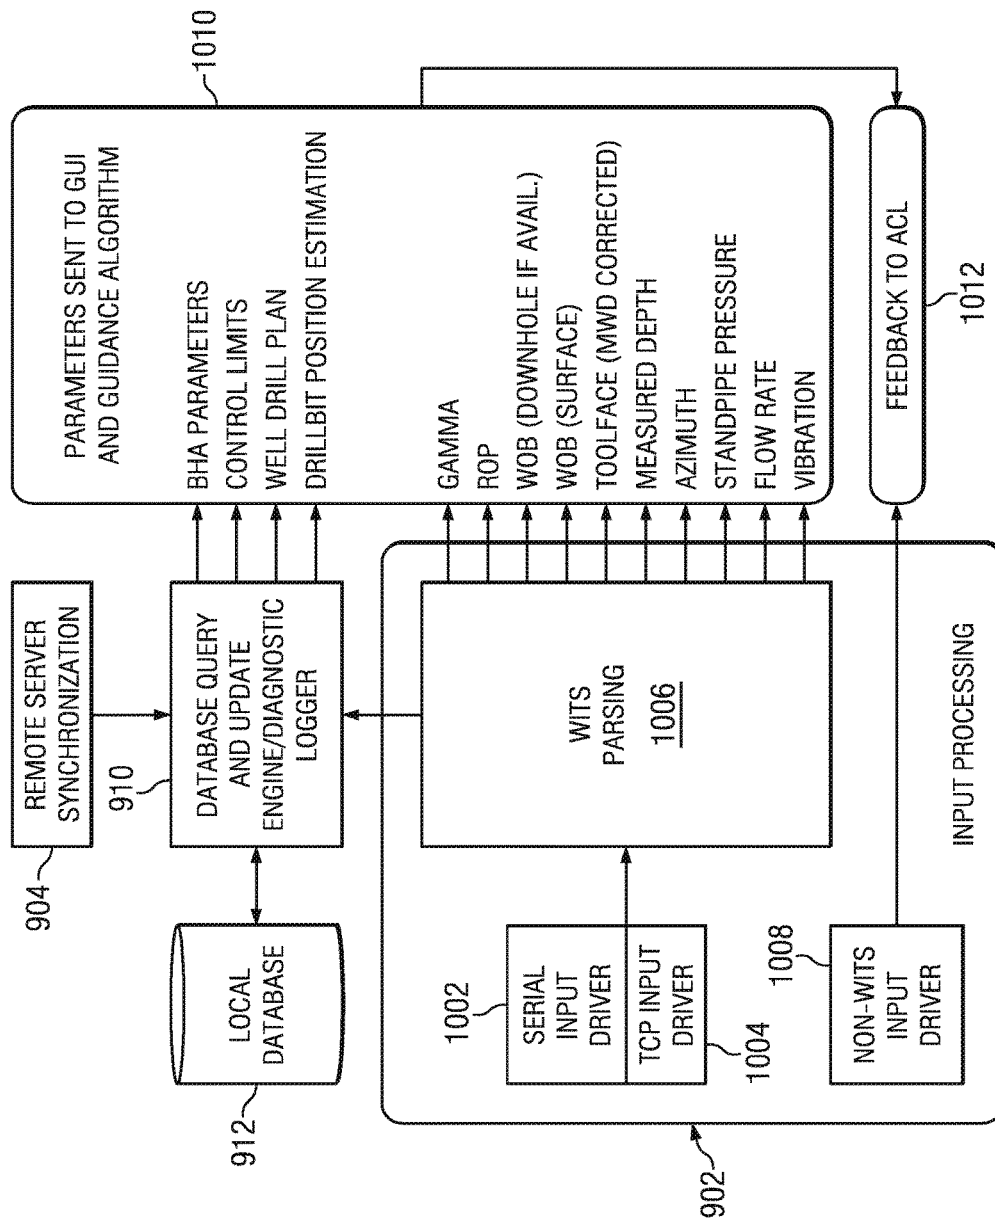 904
REMOTE SERVER
SYNCHRONIZATION
912
LOCAL
DATABASE
910
DATABASE QUERY
AND UPDATE
ENGINE/DIAGNOSTIC
LOGGER
PARAMETERS SENT TO GUI
AND GUIDANCE ALGORITHM
1010
BHA PARAMETERS
CONTROL LIMITS
WELL DRILL PLAN
DRILLBIT POSITION ESTIMATION
GAMMA
ROP
WOB (DOWNHOLE IF AVAIL.)
WOB (SURFACE)
TOOLFACE (MWD CORRECTED)
MEASURED DEPTH
AZIMUTH
STANDPIPE PRESSURE
FLOW RATE
VIBRATION
1002
SERIAL
INPUT
DRIVER
TCP INPUT
DRIVER
1004
WITS
PARSING
1006
1008
NON-WITS
INPUT
DRIVER
INPUT PROCESSING
902
FEEDBACK TO ACL
1012